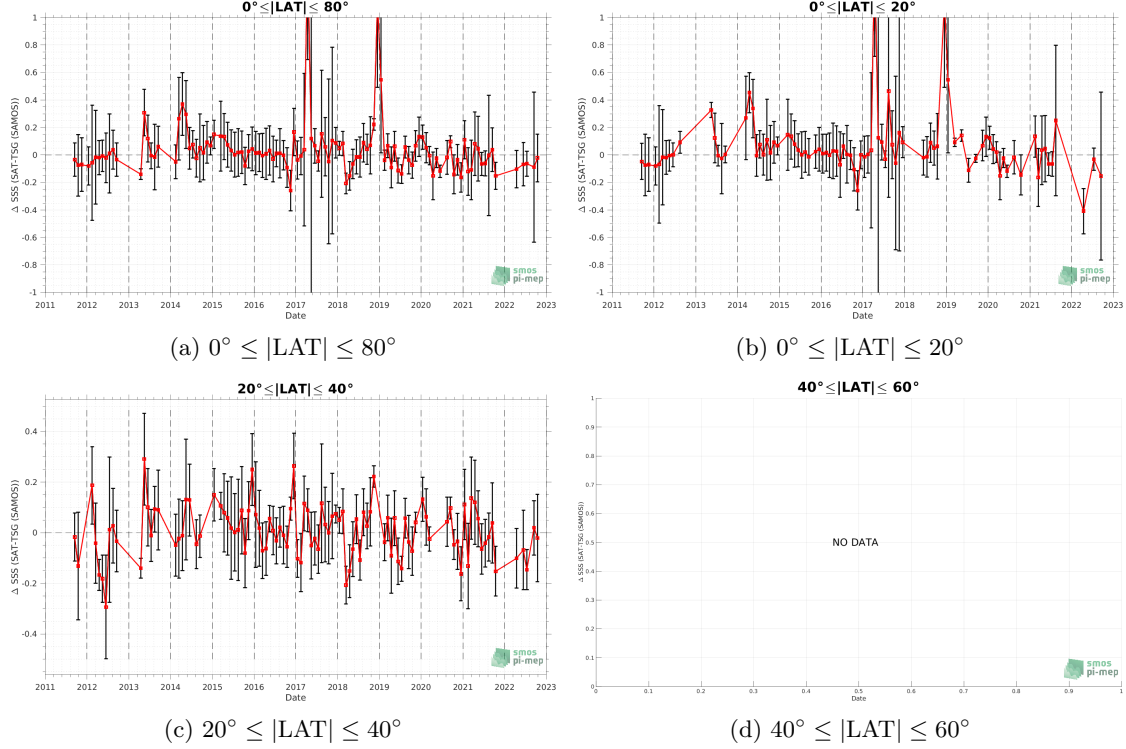 0°≤|LAT|≤ 80°
Δ SSS (SAT-TSG (SAMOS))
1
0.8
0.6
0.4
0.2
0
-0.2
-0.4
-0.6
-0.8
-1
2011 2012 2013 2014 2015 2016 2017 2018 2019 2020 2021 2022 2023
Date
smos
pi-mep
(a) 0° ≤ |LAT| ≤ 80°
0°≤|LAT|≤ 20°
Δ SSS (SAT-TSG (SAMOS))
1
0.8
0.6
0.4
0.2
0
-0.2
-0.4
-0.6
-0.8
-1
2011 2012 2013 2014 2015 2016 2017 2018 2019 2020 2021 2022 2023
Date
smos
pi-mep
(b) 0° ≤ |LAT| ≤ 20°
20°≤|LAT|≤ 40°
Δ SSS (SAT-TSG (SAMOS))
0.4
0.2
0
-0.2
-0.4
2011 2012 2013 2014 2015 2016 2017 2018 2019 2020 2021 2022 2023
Date
smos
pi-mep
(c) 20° ≤ |LAT| ≤ 40°
40°≤|LAT|≤ 60°
Δ SSS (SAT-TSG (SAMOS))
1
0.9
0.8
0.7
0.6
0.5
0.4
0.3
0.2
0.1
0
NO DATA
0 0.1 0.2 0.3 0.4 0.5 0.6 0.7 0.8 0.9 1
Date
smos
pi-mep
(d) 40° ≤ |LAT| ≤ 60°